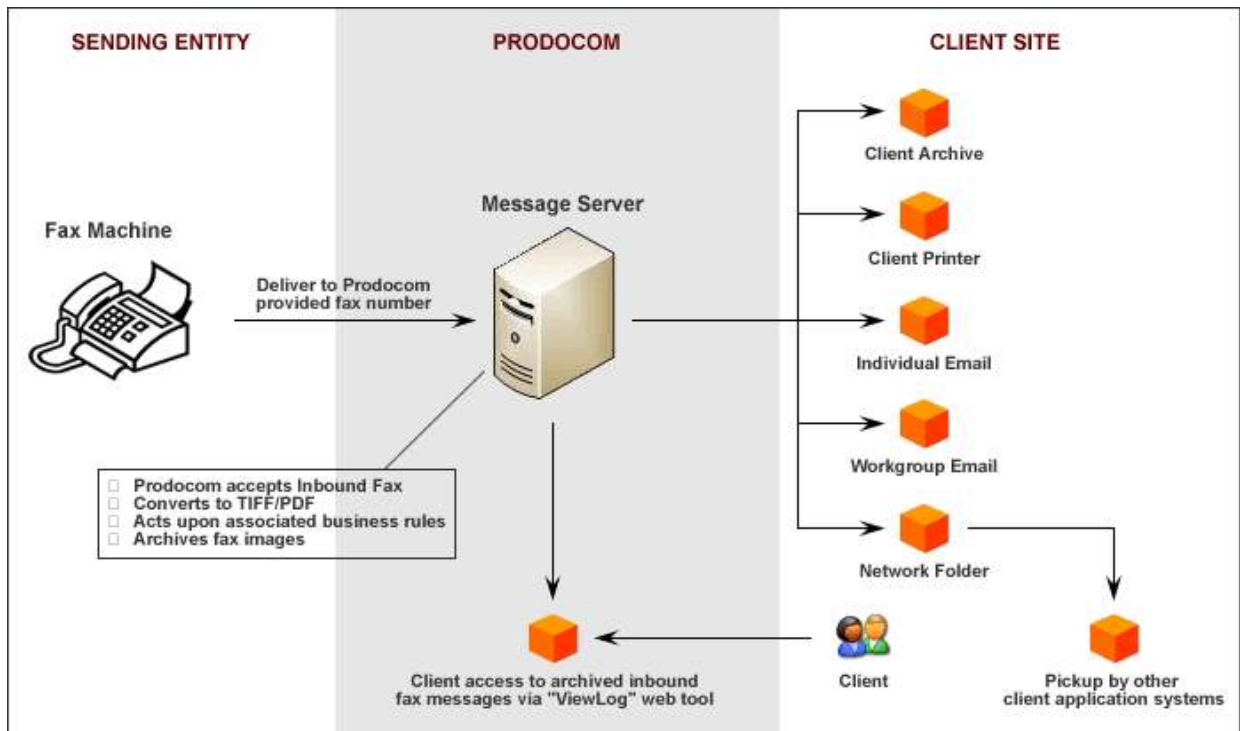 SENDING ENTITY
PRODOCOM
CLIENT SITE
Client Archive
Message Server
Fax Machine
Client Printer
Deliver to Prodocom
provided fax number
Individual Email
Workgroup Email
Prodocom accepts Inbound Fax
Converts to TIFF/PDF
Acts upon associated business rules
Archives fax images
Network Folder
Client access to archived inbound
fax messages via "ViewLog" web tool
Client
Pickup by other
client application systems